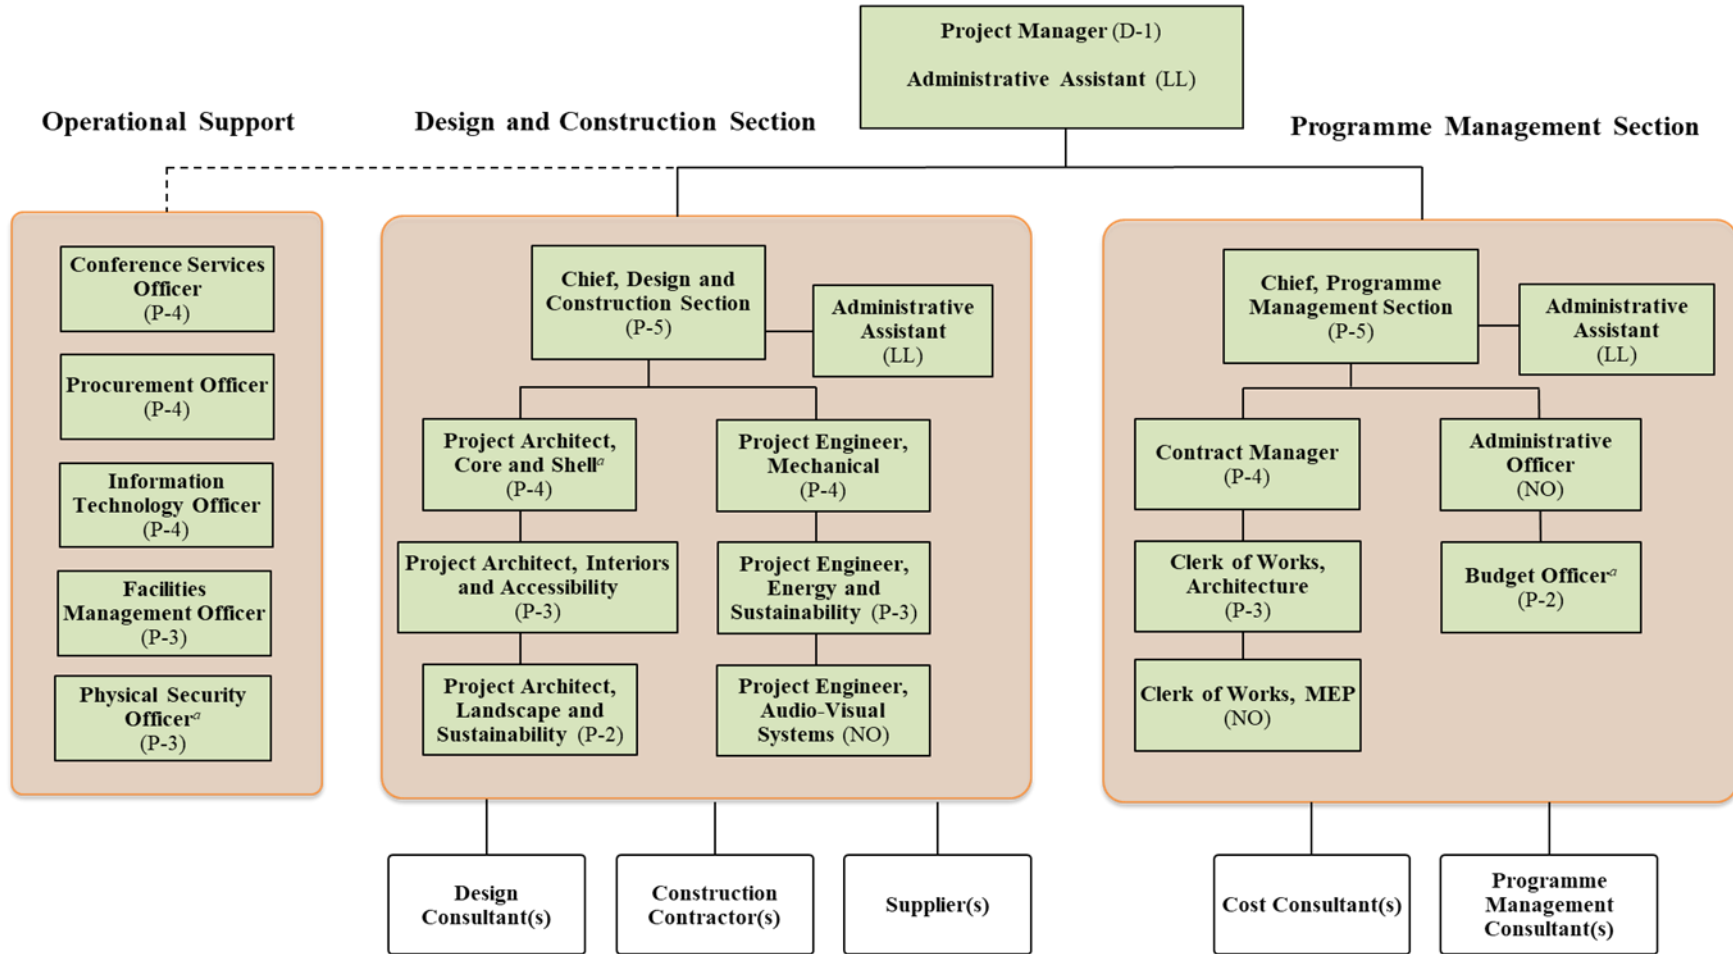 Project Manager (D-1)
Administrative Assistant (LL)
Operational Support
Design and Construction Section
Programme Management Section
Conference Services
Officer
(P-4)
Procurement Officer
(P-4)
Information
Technology Officer
(P-4)
Facilities
Management Officer
(P-3)
Physical Security
Officerᵃ
(P-3)
Chief, Design and
Construction Section
(P-5)
Administrative
Assistant
(LL)
Project Architect,
Core and Shellᵃ
(P-4)
Project Engineer,
Mechanical
(P-4)
Project Architect, Interiors
and Accessibility
(P-3)
Project Engineer,
Energy and
Sustainability (P-3)
Project Architect,
Landscape and
Sustainability (P-2)
Project Engineer,
Audio-Visual
Systems (NO)
Chief, Programme
Management Section
(P-5)
Administrative
Assistant
(LL)
Contract Manager
(P-4)
Administrative
Officer
(NO)
Clerk of Works,
Architecture
(P-3)
Budget Officerᵃ
(P-2)
Clerk of Works, MEP
(NO)
Design
Consultant(s)
Construction
Contractor(s)
Supplier(s)
Cost Consultant(s)
Programme
Management
Consultant(s)